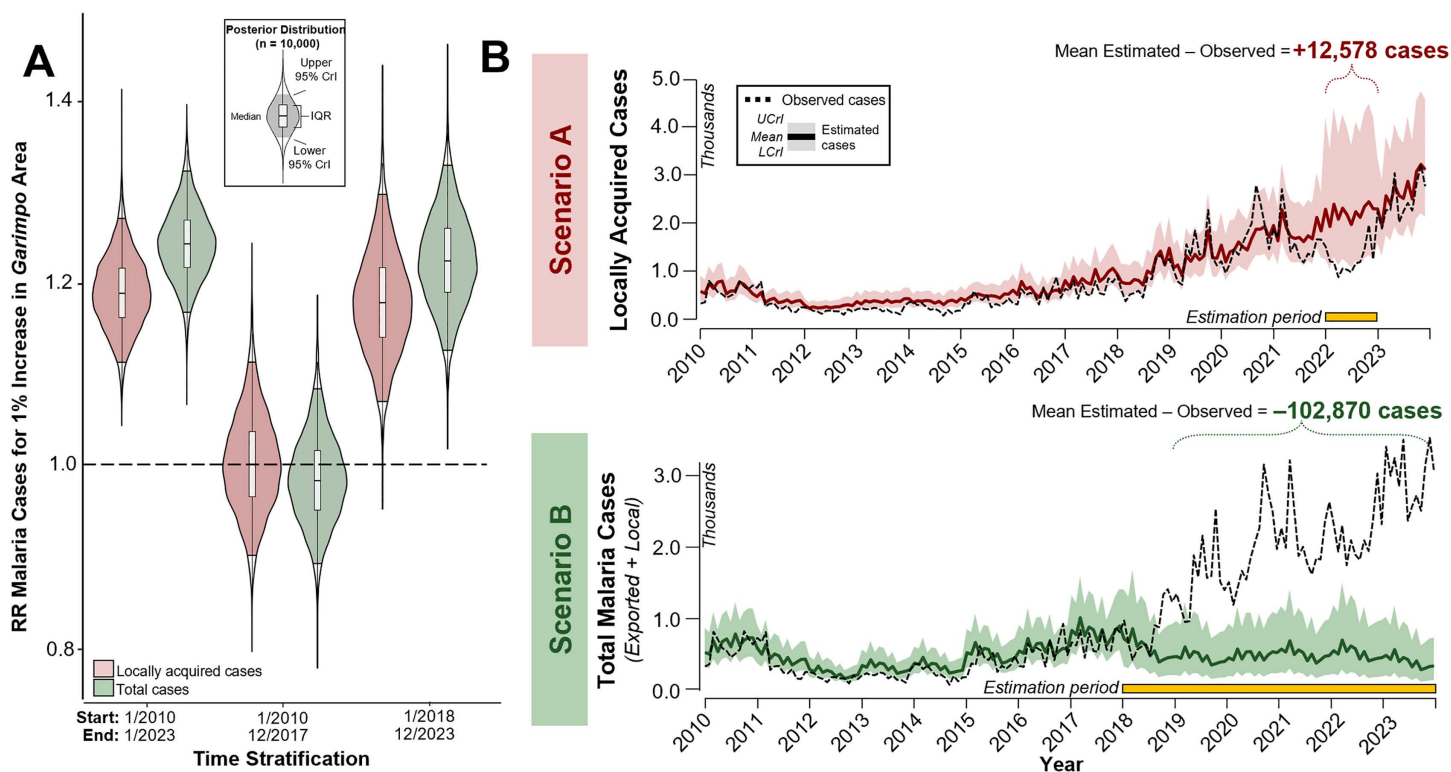 A
RR Malaria Cases for 1% Increase in Garimpo Area
1.4
1.2
1.0
0.8
Posterior Distribution
(n = 10,000)
Upper
95% CrI
Median
IQR
Lower
95% CrI
Locally acquired cases
Total cases
Start: 1/2010 1/2010 1/2018
End: 1/2023 12/2017 12/2023
Time Stratification
B
Scenario A
Mean Estimated – Observed = +12,578 cases
Locally Acquired Cases
Thousands
5.0
4.0
3.0
2.0
1.0
0.0
Observed cases
UCrI
Mean
LCrI
Estimated
cases
Estimation period
2010 2011 2012 2013 2014 2015 2016 2017 2018 2019 2020 2021 2022 2023
Scenario B
Mean Estimated – Observed = –102,870 cases
Total Malaria Cases
(Exported + Local)
Thousands
3.0
2.0
1.0
0.0
Estimation period
2010 2011 2012 2013 2014 2015 2016 2017 2018 2019 2020 2021 2022 2023
Year